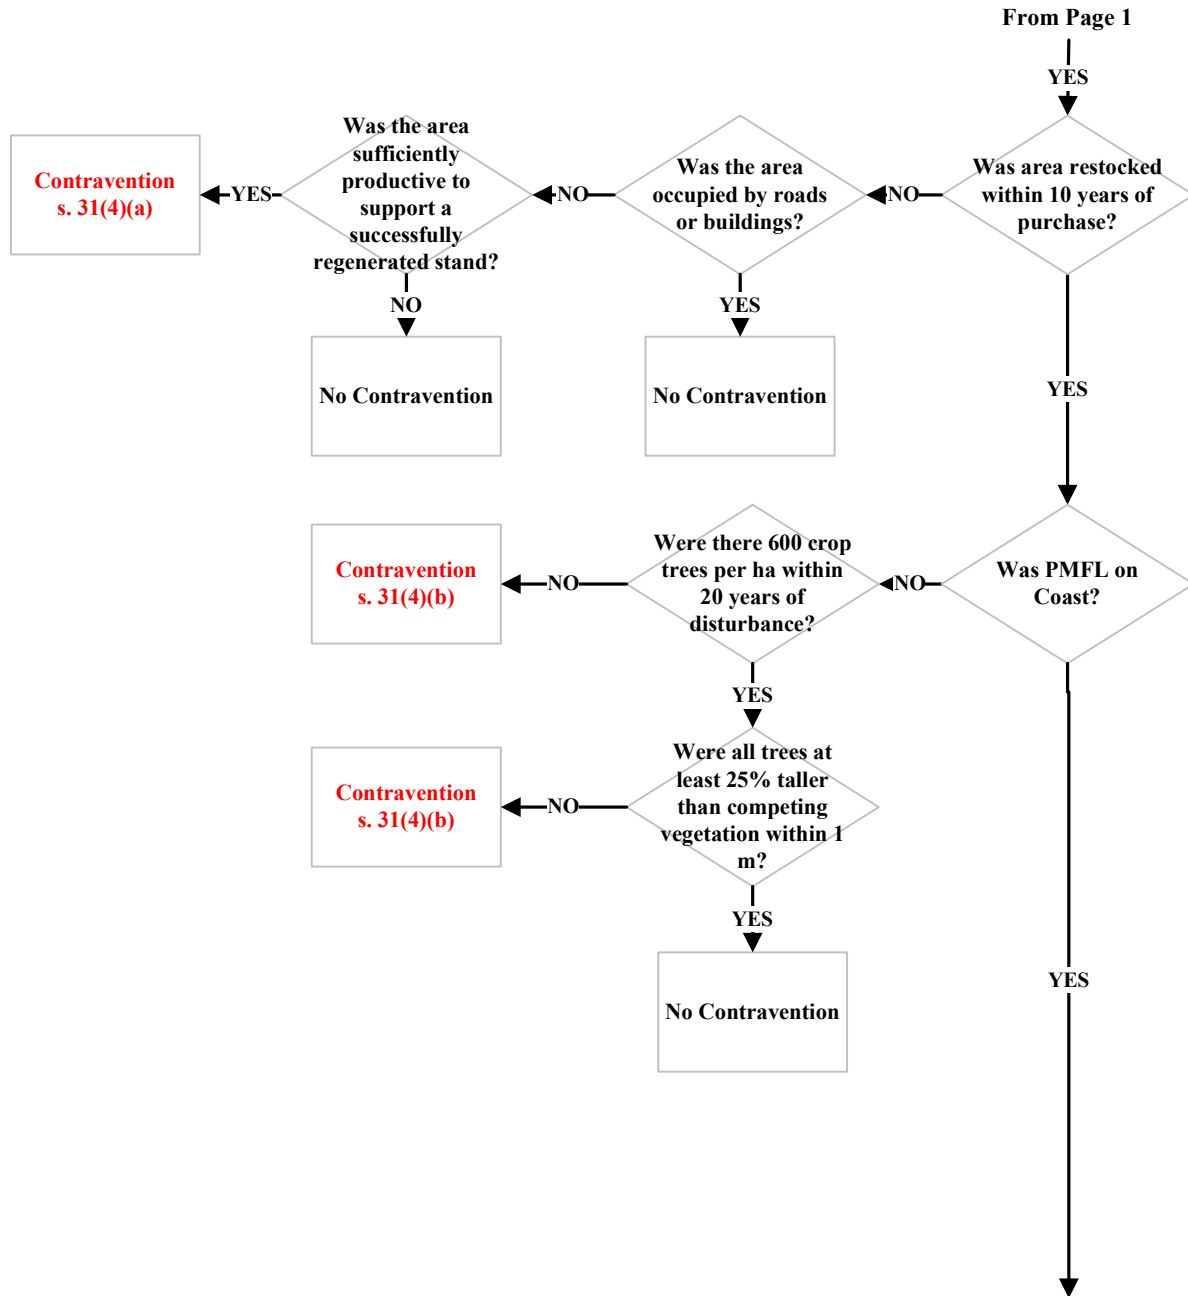 From Page 1
YES
Was area restocked
within 10 years of
purchase?
NO
Was the area
occupied by roads
or buildings?
NO
Was the area
sufficiently
productive to
support a
successfully
regenerated stand?
YES
Contravention
s. 31(4)(a)
NO
No Contravention
YES
No Contravention
YES
Was PMFL on
Coast?
NO
Were there 600 crop
trees per ha within
20 years of
disturbance?
NO
Contravention
s. 31(4)(b)
YES
Were all trees at
least 25% taller
than competing
vegetation within 1
m?
NO
Contravention
s. 31(4)(b)
YES
No Contravention
YES